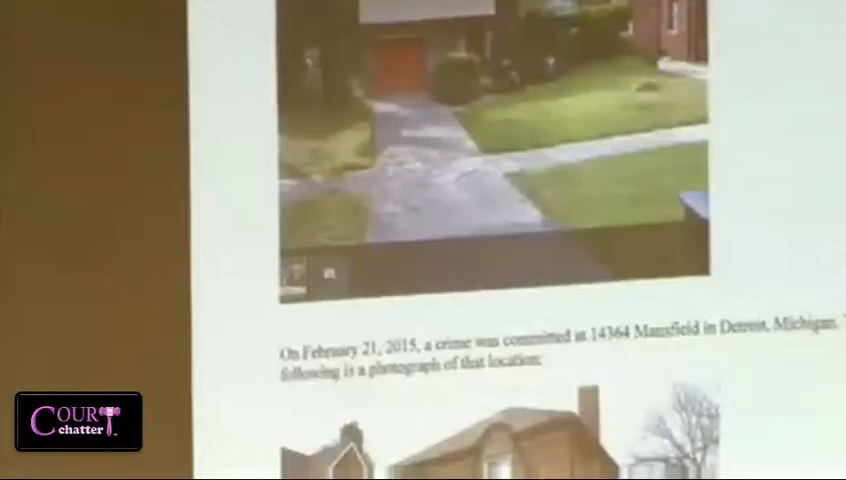 On February 21, 2015, a crime was committed at 14364 Mansfield in Detroit, Michigan.
following is a photograph of that location:
COURT
chatter™